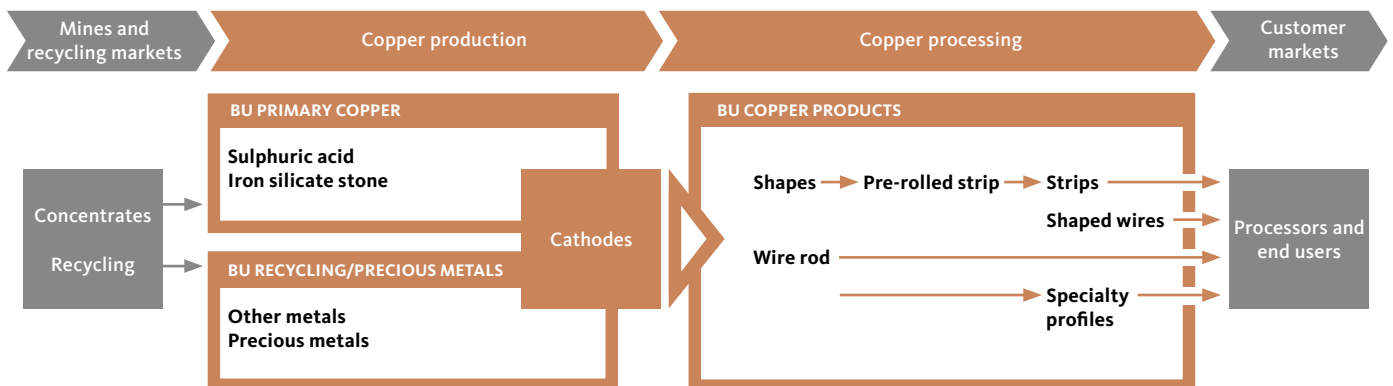 Mines and
recycling markets
Copper production
Copper processing
Customer
markets
BU PRIMARY COPPER
Sulphuric acid
Iron silicate stone
Concentrates
Recycling
Cathodes
BU RECYCLING/PRECIOUS METALS
Other metals
Precious metals
BU COPPER PRODUCTS
Shapes Pre-rolled strip Strips
Shaped wires
Wire rod
Specialty
profiles
Processors and
end users